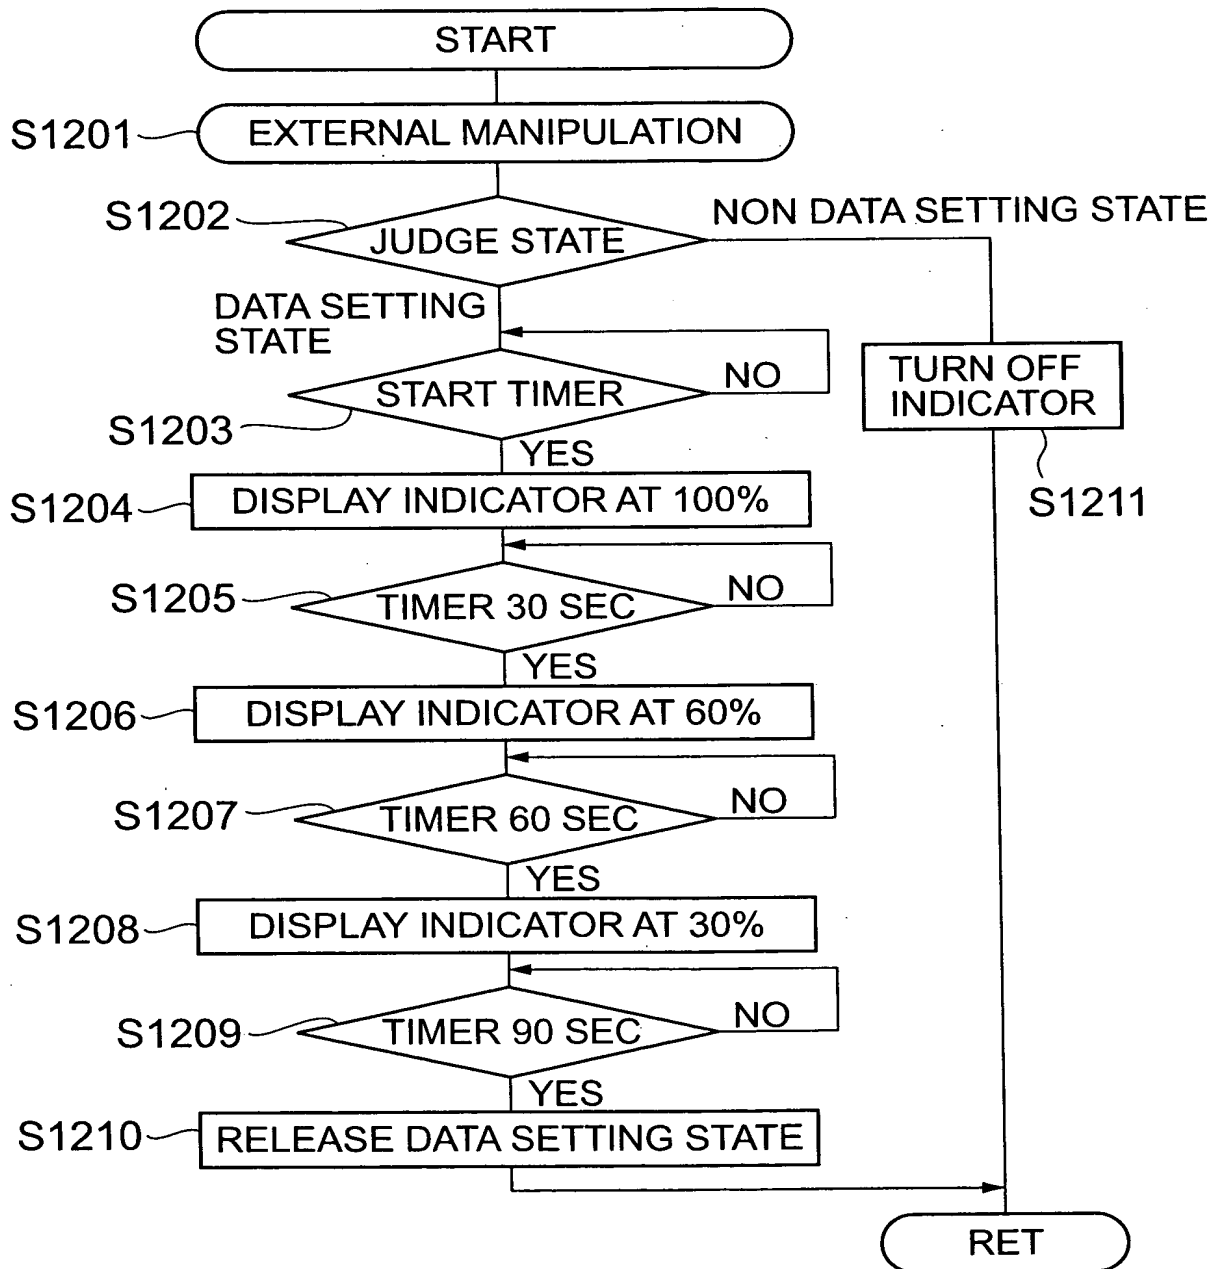 START
S1201
EXTERNAL MANIPULATION
S1202
JUDGE STATE
NON DATA SETTING STATE
DATA SETTING
STATE
START TIMER
NO
TURN OFF
INDICATOR
S1203
YES
S1204
DISPLAY INDICATOR AT 100%
S1211
S1205
TIMER 30 SEC
NO
YES
S1206
DISPLAY INDICATOR AT 60%
S1207
TIMER 60 SEC
NO
YES
S1208
DISPLAY INDICATOR AT 30%
S1209
TIMER 90 SEC
NO
YES
S1210
RELEASE DATA SETTING STATE
RET